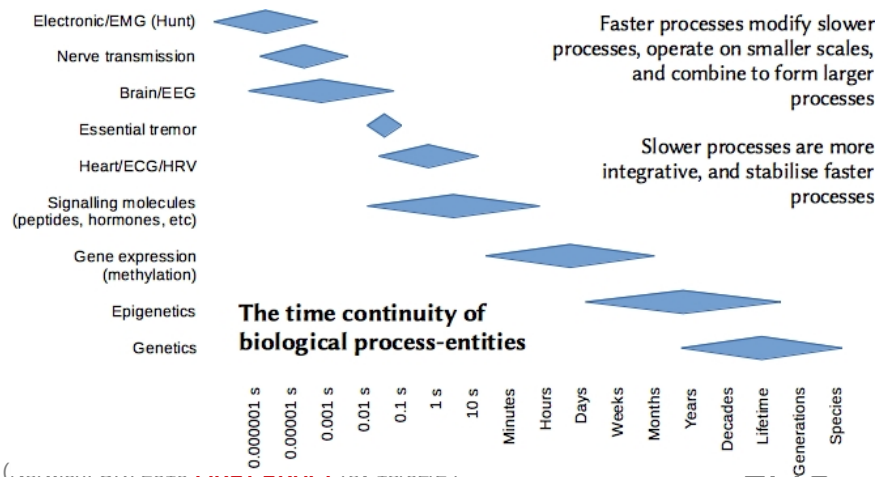 Electronic/EMG (Hunt)
Nerve transmission
Brain/EEG
Essential tremor
Heart/ECG/HRV
Signalling molecules
(peptides, hormones, etc)
Gene expression
(methylation)
Epigenetics
Genetics
Faster processes modify slower
processes, operate on smaller scales,
and combine to form larger
processes
Slower processes are more
integrative, and stabilise faster
processes
The time continuity of
biological process-entities
0.000001 s
0.00001 s
0.001 s
0.01 s
0.1 s
1 s
10 s
Minutes
Hours
Days
Weeks
Months
Years
Decades
Lifetime
Generations
Species